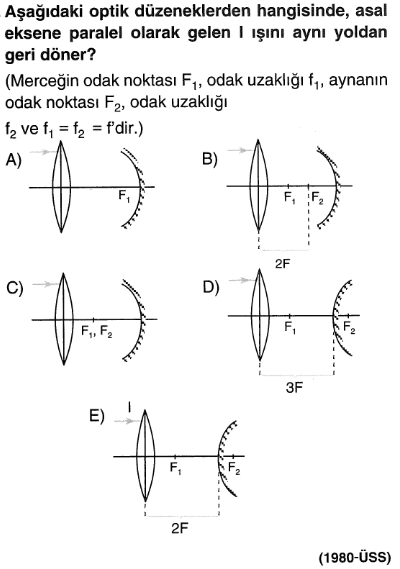 Aşağıdaki optik düzeneklerden hangisinde, asal
eksene paralel olarak gelen I ışını aynı yoldan
geri döner?
(Merceğin odak noktası F₁, odak uzaklığı f₁, aynanın
odak noktası F₂, odak uzaklığı
f₂ ve f₁ = f₂ = f'dir.)
A)
F₁
B)
F₁
F₂
2F
C)
F₁, F₂
D)
F₁
F₂
3F
E)
I
F₁
F₂
2F
(1980-ÜSS)